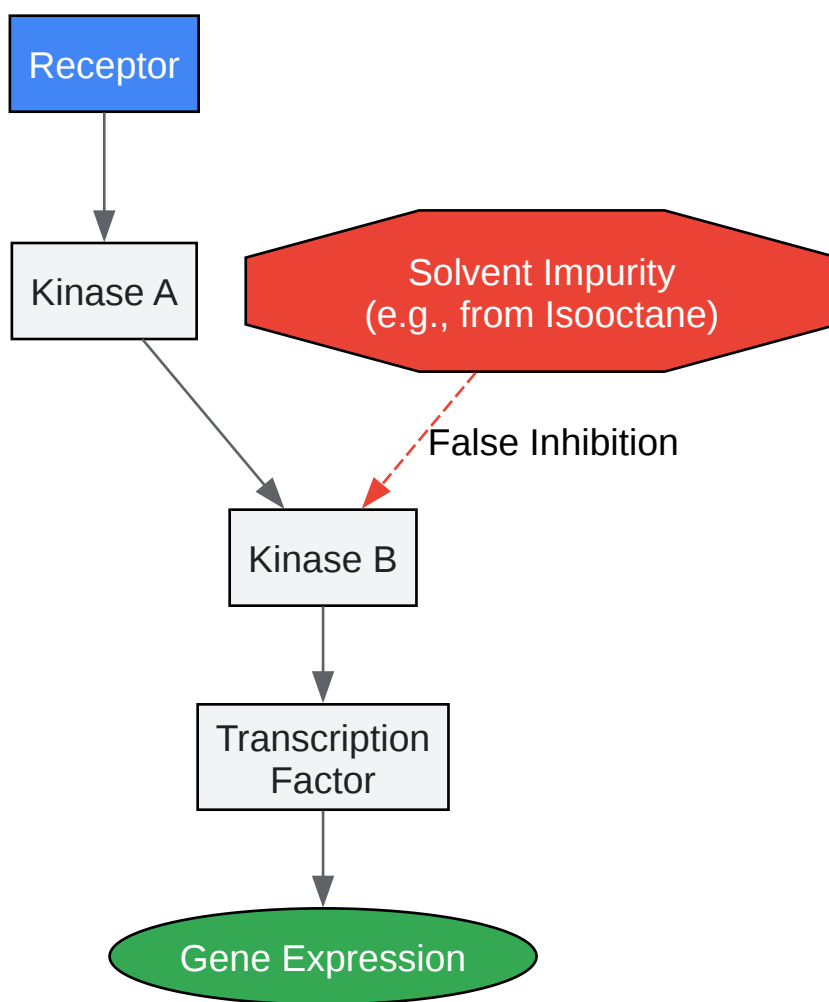 Receptor
Kinase A
Solvent Impurity
(e.g., from Isooctane)
False Inhibition
Kinase B
Transcription
Factor
Gene Expression